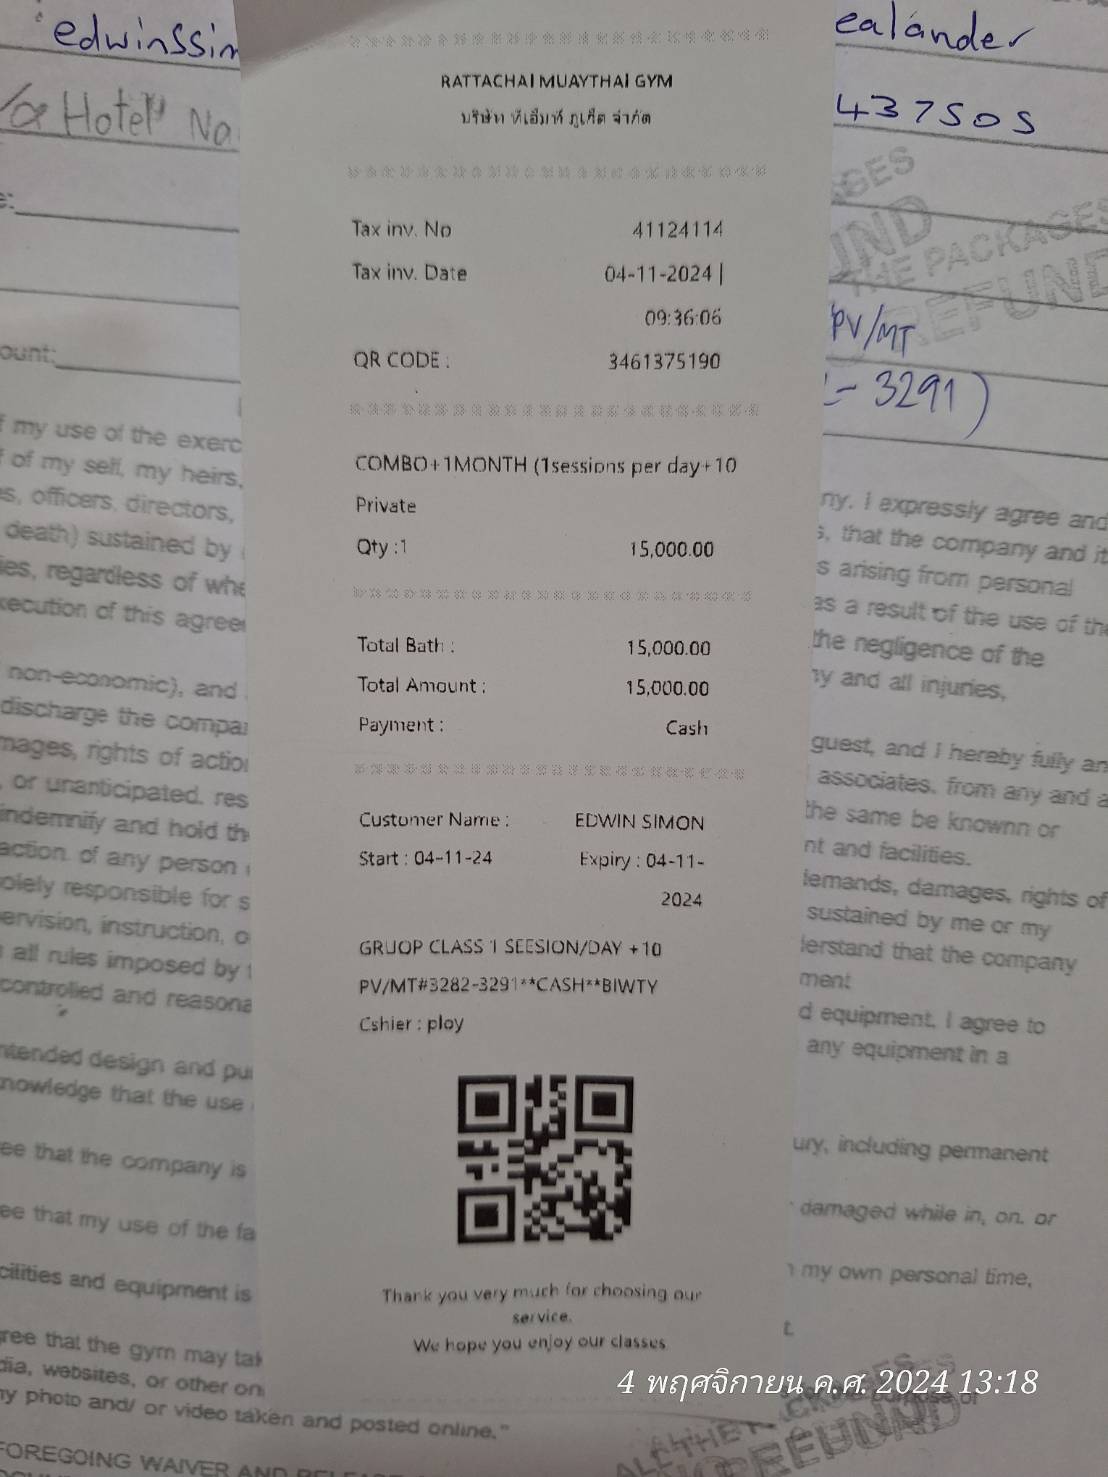 edwinssim
ealander
Hotel Na
437505
RATTACHAI MUAYTHAI GYM
บริษัท ทีเอ็มที ภูเก็ต จำกัด
Tax inv. No 41124114
Tax inv. Date 04-11-2024 |
09:36:06
QR CODE : 3461375190
COMBO+1MONTH (1sessions per day+10
Private
Qty :1 15,000.00
Total Bath : 15,000.00
Total Amount : 15,000.00
Payment : Cash
Customer Name : EDWIN SIMON
Start : 04-11-24 Expiry : 04-11-
2024
GRUOP CLASS 1 SEESION/DAY +10
PV/MT#3282-3291**CASH**BIWTY
Cshier : ploy
Thank you very much for choosing our
service.
We hope you enjoy our classes
THE PACKAGES
REFUND
PV/MT
- 3291)
ount:
my use of the exerc
of my self, my heirs,
s, officers, directors,
death) sustained by
ies, regardless of whe
xecution of this agree
non-economic), and
discharge the compa
mages, rights of action
, or unanticipated, res
indemnify and hold th
action of any person
olely responsible for s
ervision, instruction, o
all rules imposed by t
controlled and reasona
ntended design and pu
nowledge that the use
ee that the company is
ee that my use of the fa
cilities and equipment is
ree that the gym may tak
dia, websites, or other on
ny photo and/ or video taken and posted online."
FOREGOING WAIVER AND
ny. I expressly agree and
s, that the company and it
s arising from personal
as a result of the use of the
the negligence of the
ny and all injuries,
guest, and I hereby fully an
associates, from any and a
the same be knownn or
nt and facilities.
demands, damages, rights of
sustained by me or my
derstand that the company
ment
d equipment. I agree to
any equipment in a
ury, including permanent
damaged while in, on, or
n my own personal time,
t.
4 พฤศจิกายน ค.ศ. 2024 13:18